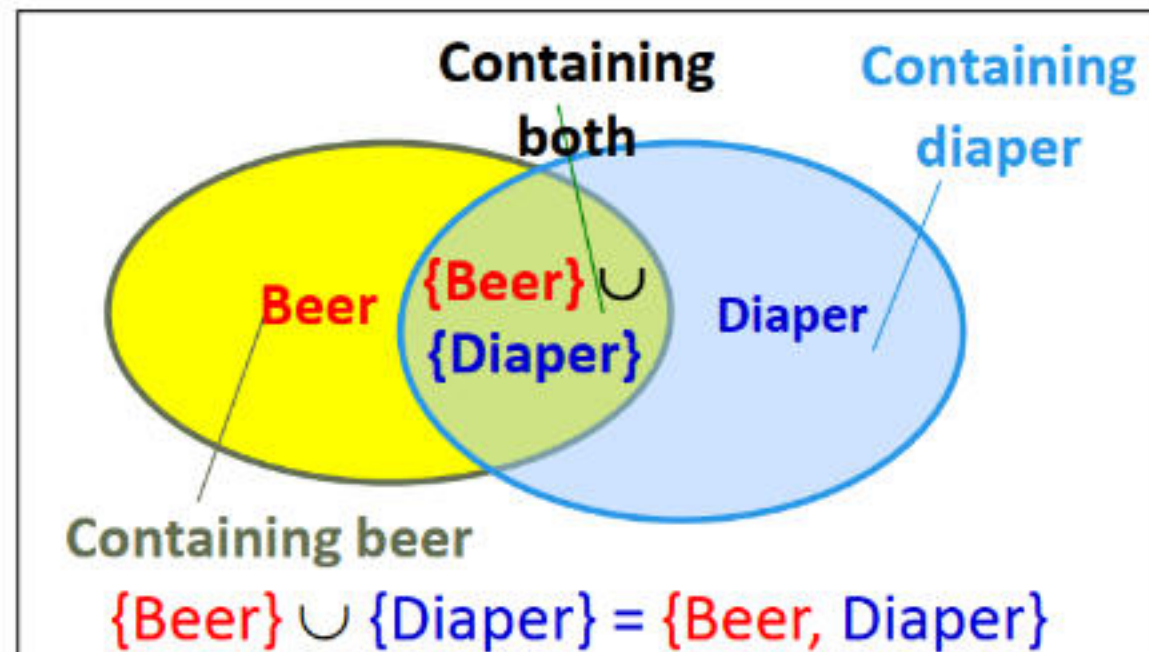 Containing
both
Containing
diaper
Beer
{Beer} ∪
{Diaper}
Diaper
Containing beer
{Beer} ∪ {Diaper} = {Beer, Diaper}